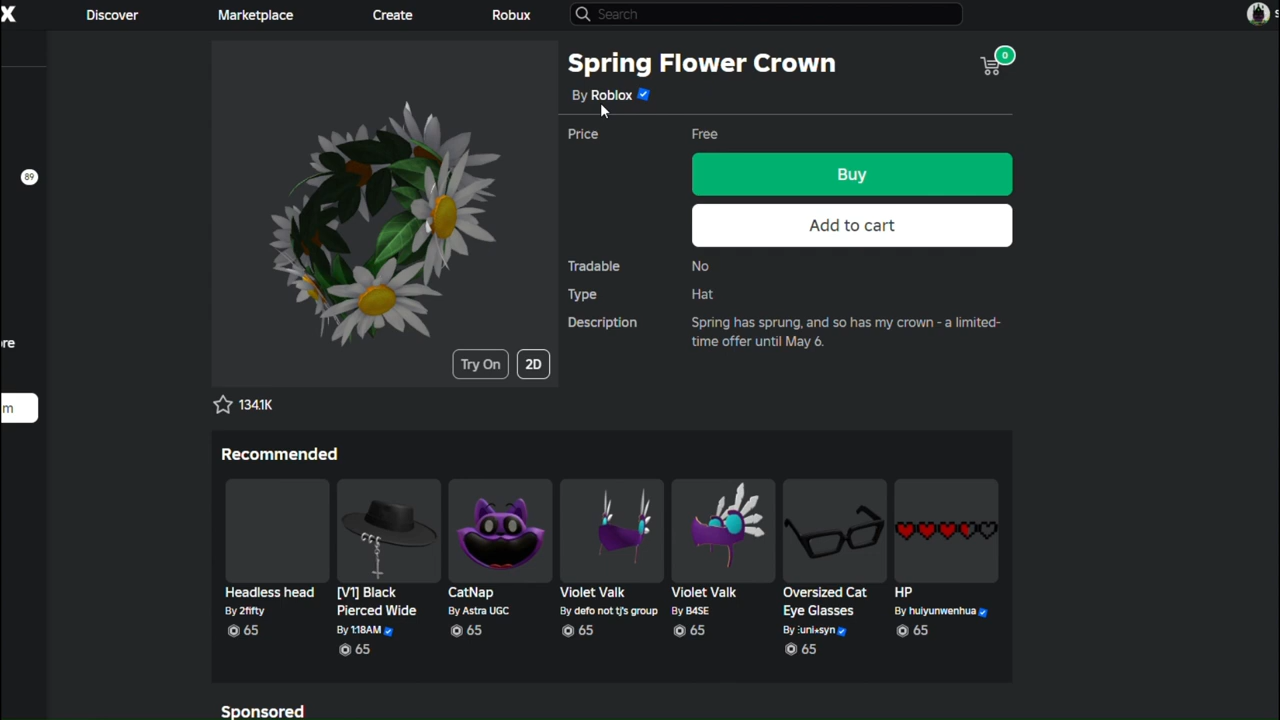 X Discover Marketplace Create Robux Search S
Spring Flower Crown
0
By Roblox
Price Free
Buy
89
Add to cart
Tradable No
Type Hat
Description Spring has sprung, and so has my crown - a limited-
time offer until May 6.
re
Try On 2D
m
134.1K
Recommended
Headless head
By 2fifty
65
[V1] Black
Pierced Wide
By 1:18AM
65
CatNap
By Astra UGC
65
Violet Valk
By defo not tj's group
65
Violet Valk
By B4SE
65
Oversized Cat
Eye Glasses
By :uni⋆syn
65
HP
By huiyunwenhua
65
Sponsored